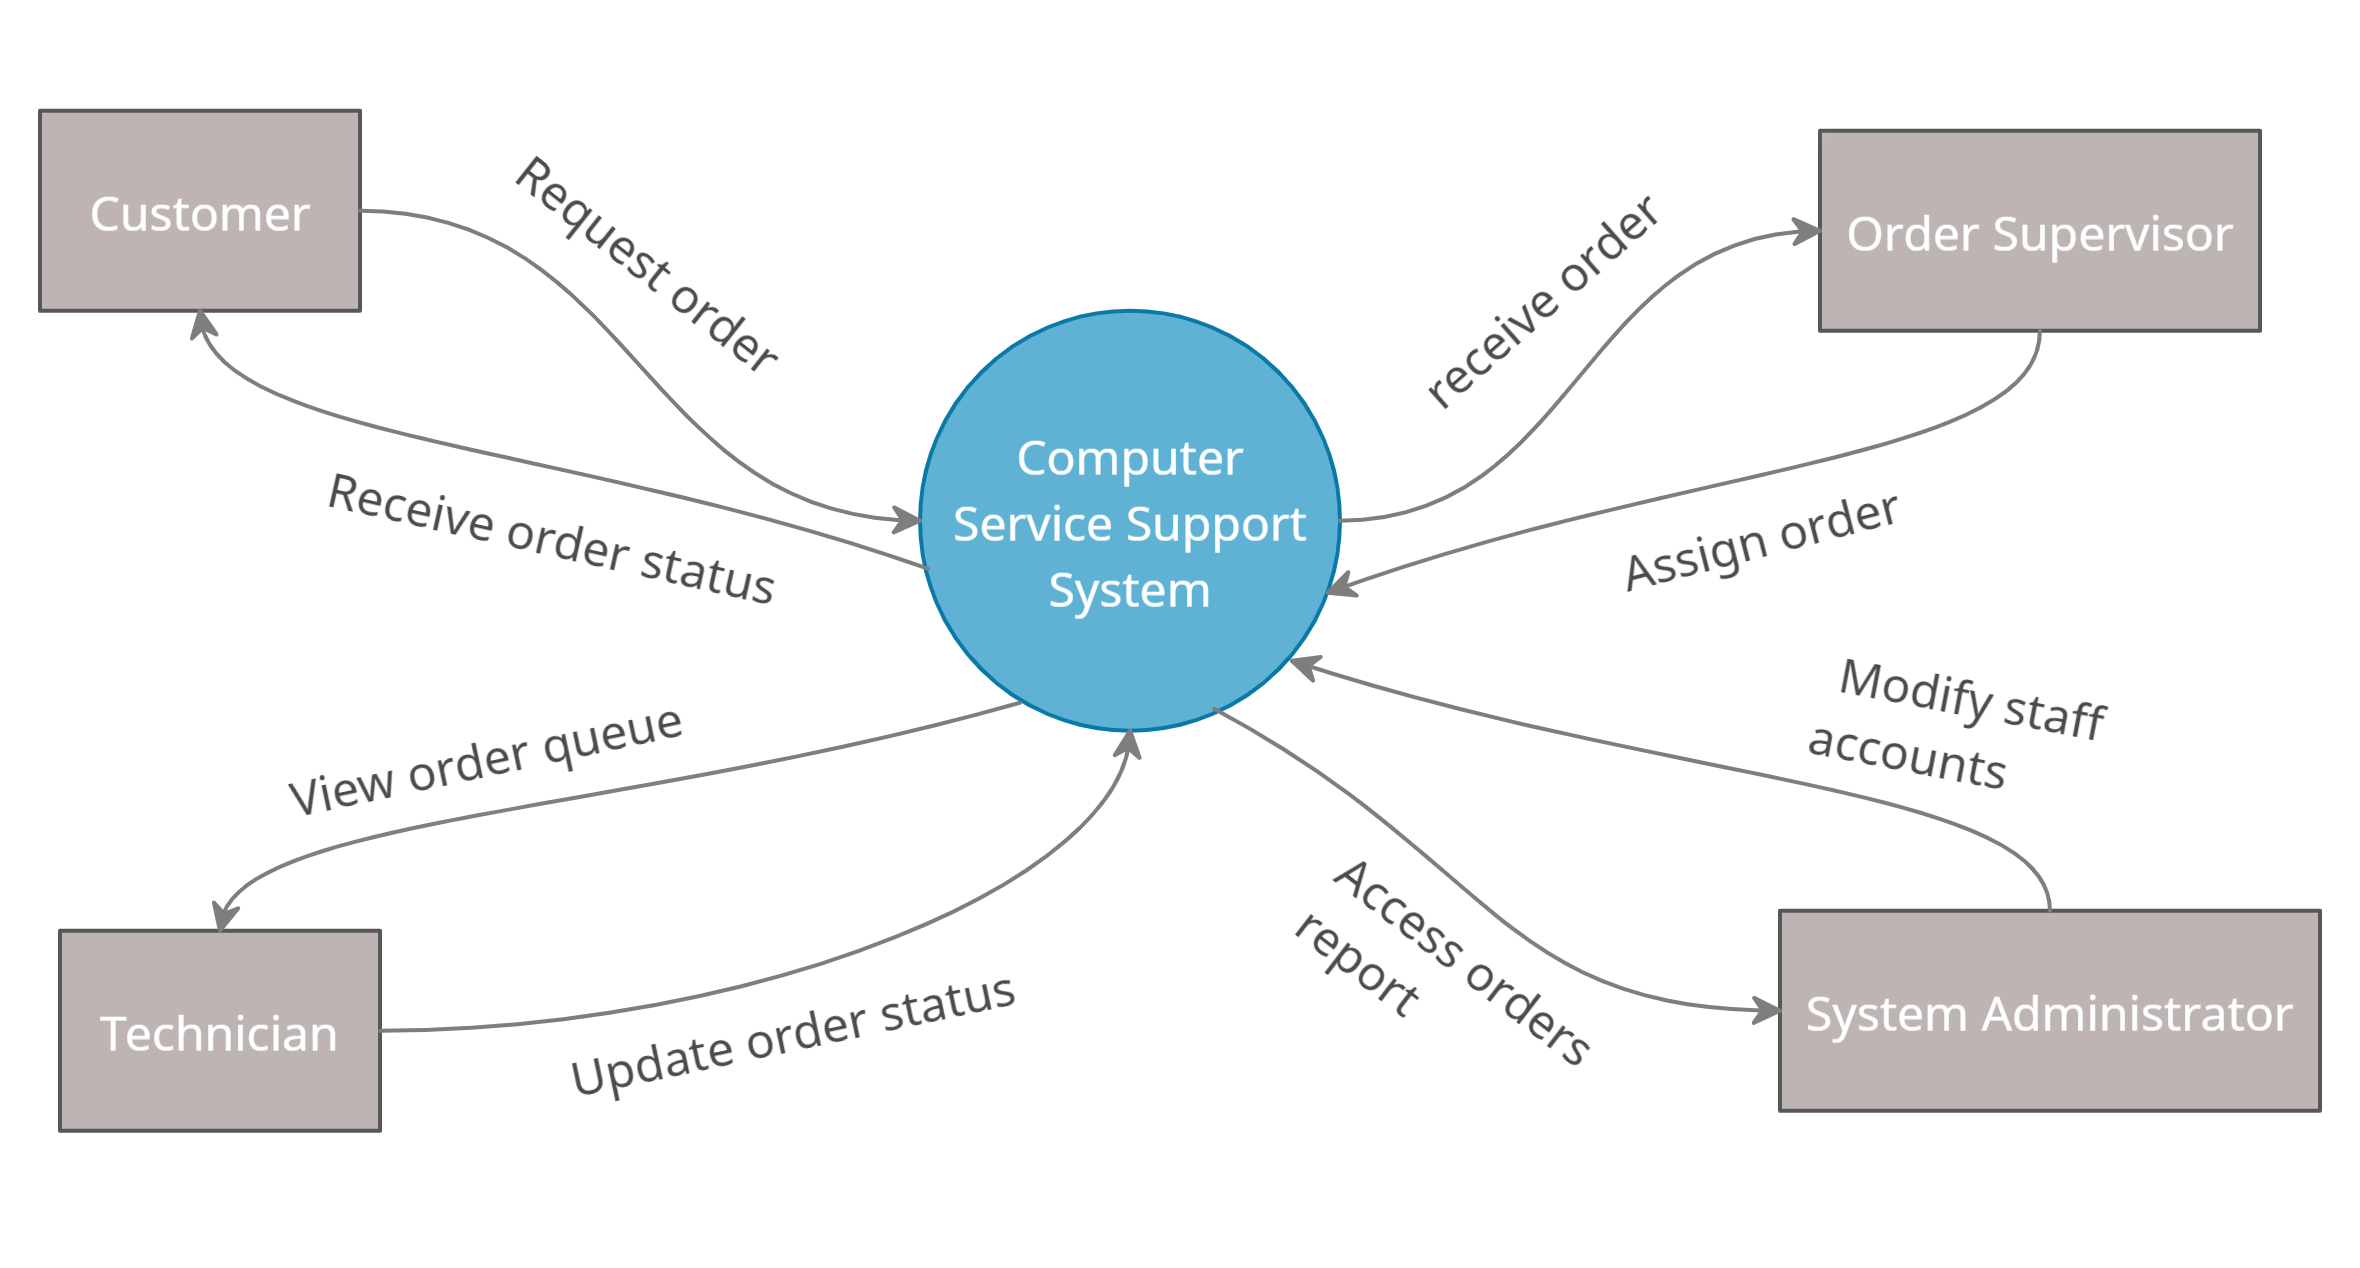 Customer
Request order
receive order
Order Supervisor
Computer
Service Support
System
Receive order status
Assign order
View order queue
Modify staff
accounts
Technician
Update order status
Access orders
report
System Administrator